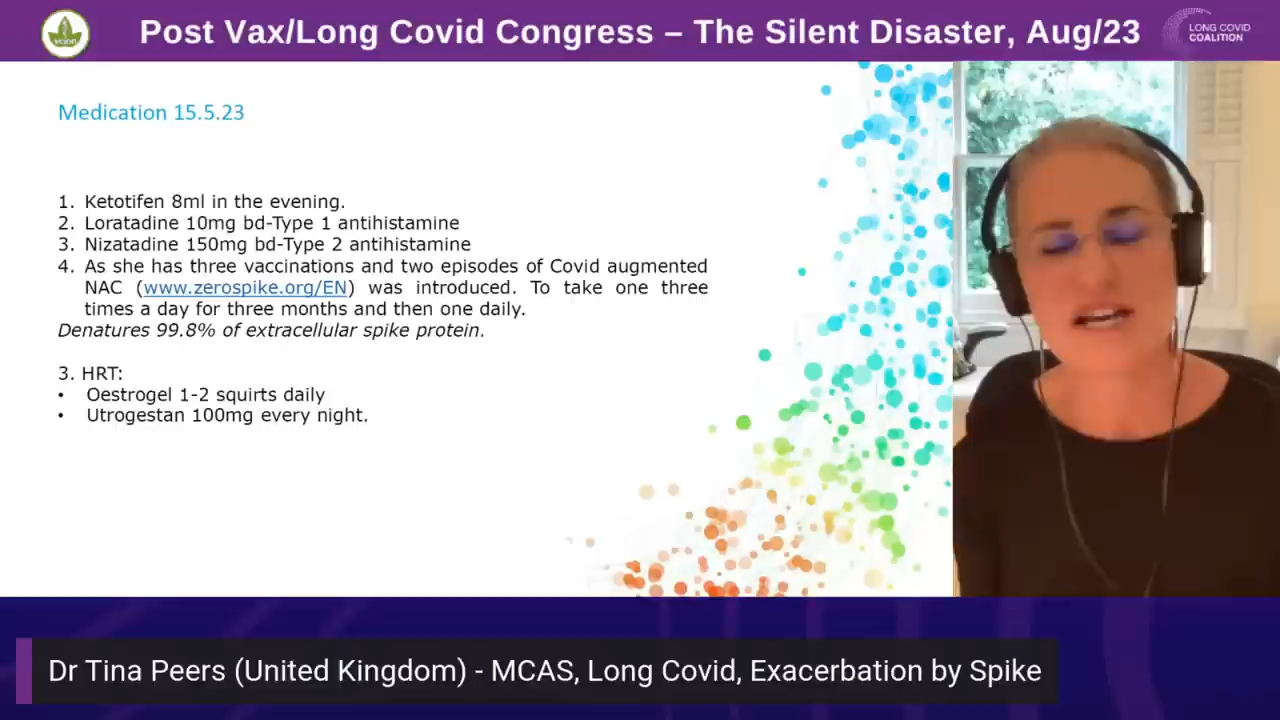 Post Vax/Long Covid Congress – The Silent Disaster, Aug/23
LONG COVID
COALITION
Medication 15.5.23
1. Ketotifen 8ml in the evening.
2. Loratadine 10mg bd-Type 1 antihistamine
3. Nizatadine 150mg bd-Type 2 antihistamine
4. As she has three vaccinations and two episodes of Covid augmented
NAC (www.zerospike.org/EN) was introduced. To take one three
times a day for three months and then one daily.
Denatures 99.8% of extracellular spike protein.
3. HRT:
• Oestrogel 1-2 squirts daily
• Utrogestan 100mg every night.
Dr Tina Peers (United Kingdom) - MCAS, Long Covid, Exacerbation by Spike